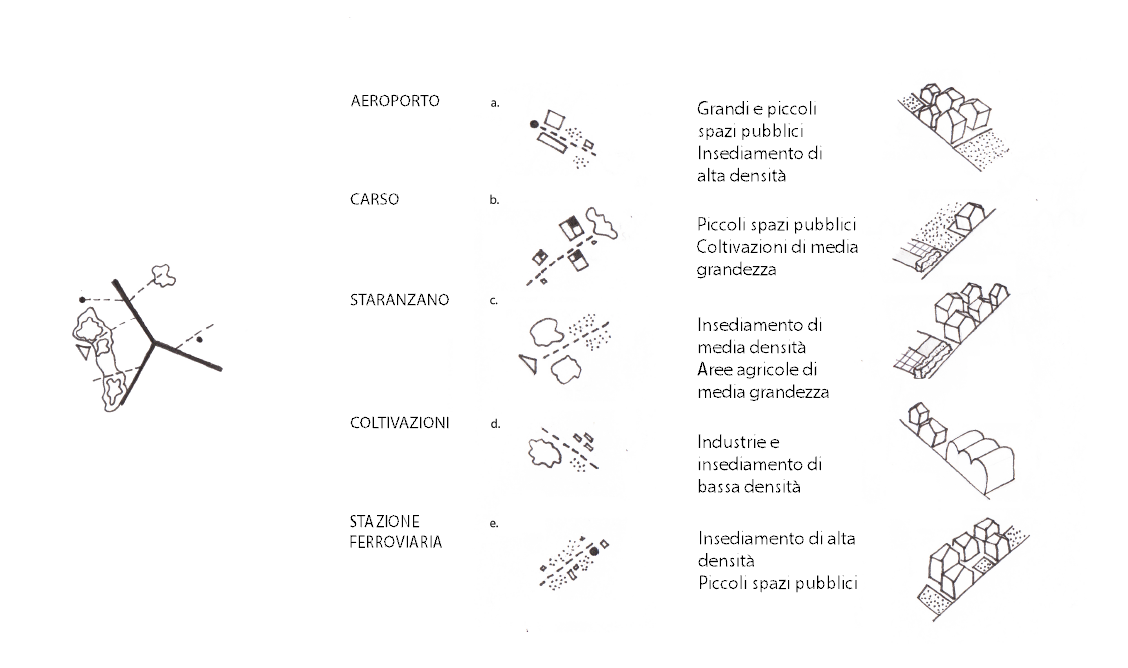 AEROPORTO
a.
Grandi e piccoli
spazi pubblici
Insediamento di
alta densità
CARSO
b.
Piccoli spazi pubblici
Coltivazioni di media
grandezza
STARANZANO
c.
Insediamento di
media densità
Aree agricole di
media grandezza
COLTIVAZIONI
d.
Industrie e
insediamento di
bassa densità
STAZIONE
FERROVIARIA
e.
Insediamento di alta
densità
Piccoli spazi pubblici